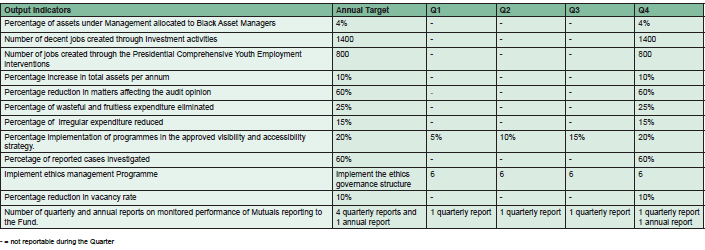 Output Indicators Annual Target Q1 Q2 Q3 Q4
Percentage of assets under Management allocated to Black Asset Managers 4% - - - 4%
Number of decent jobs created through Investment activities 1400 - - - 1400
Number of jobs created through the Presidential Comprehensive Youth Employment 800 - - - 800
Interventions
Percentage increase in total assets per annum 10% - - - 10%
Percentage reduction in matters affecting the audit opinion 60% - - - 60%
Percentage of wasteful and fruitless expenditure eliminated 25% - - - 25%
Percentage of irregular expenditure reduced 15% - - - 15%
Percentage implementation of programmes in the approved visibility and accessibility 20% 5% 10% 15% 20%
strategy.
Percetage of reported cases investigated 60% - - - 60%
Implement ethics management Programme Implement the ethics 6 6 6 6
governance structure
Percentage reduction in vacancy rate 10% - - - 10%
Number of quarterly and annual reports on monitored performance of Mutuals reporting to 4 quarterly reports and 1 quarterly report 1 quarterly report 1 quarterly report 1 quarterly report
the Fund. 1 annual report 1 annual report
- = not reportable during the Quarter